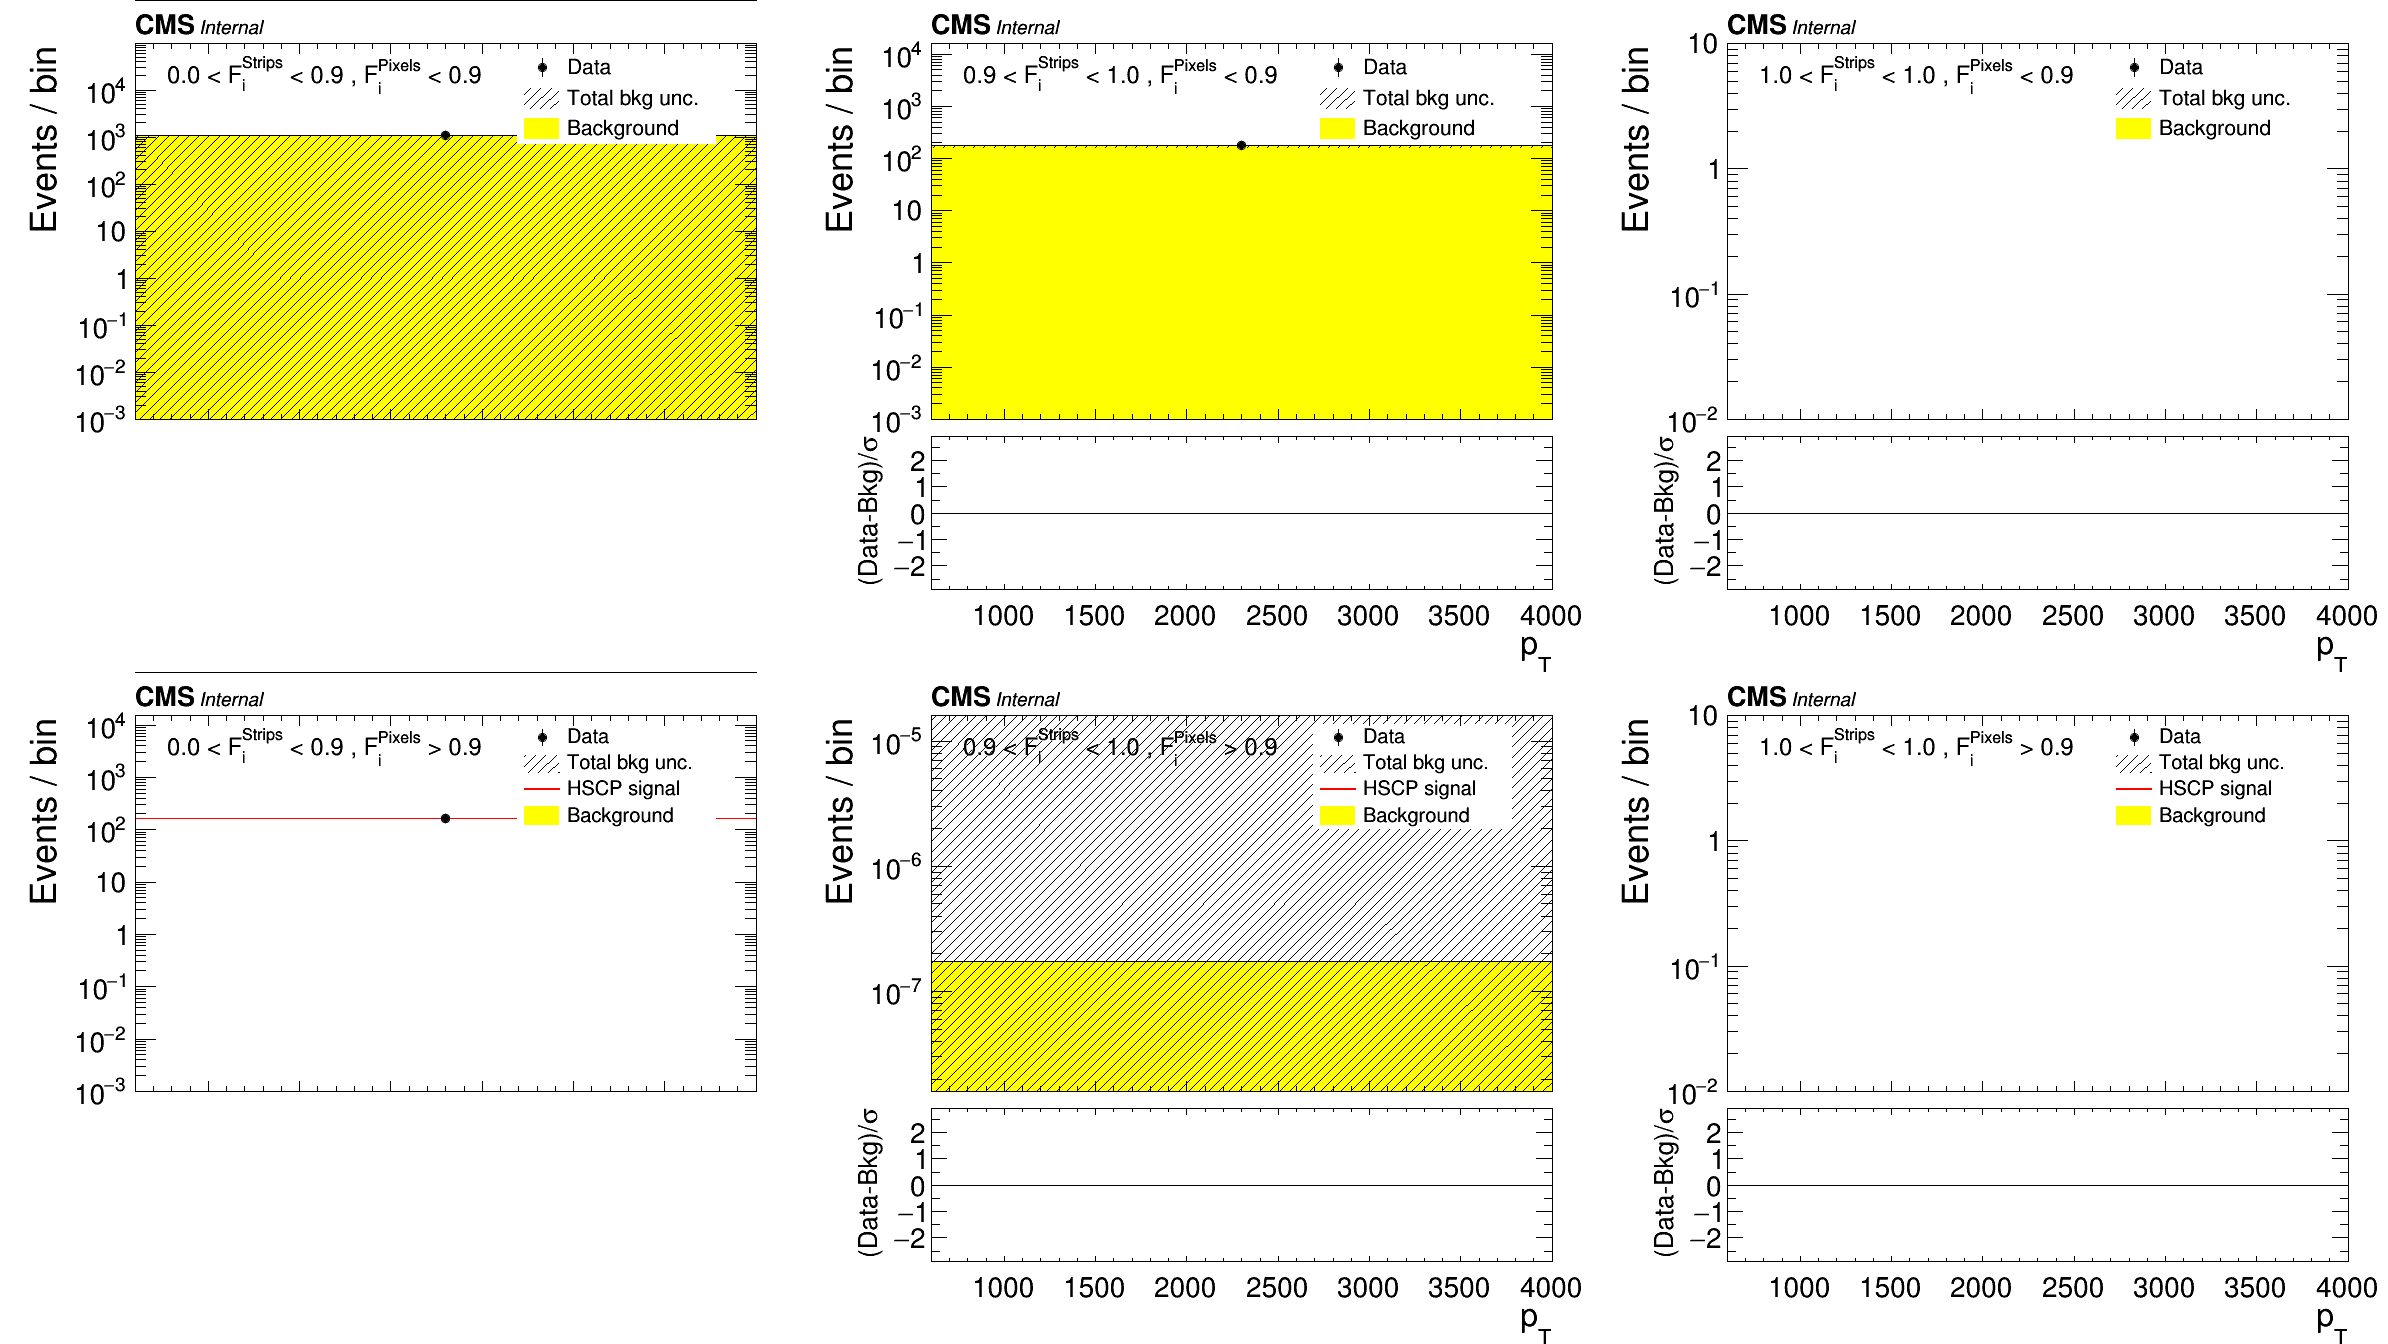 CMS Internal
Events / bin
0.0 < F_i^Strips < 0.9 , F_i^Pixels < 0.9
Data
Total bkg unc.
Background
10^4
10^3
10^2
10
1
10^−1
10^−2
10^−3
CMS Internal
Events / bin
0.9 < F_i^Strips < 1.0 , F_i^Pixels < 0.9
Data
Total bkg unc.
Background
10^4
10^3
10^2
10
1
10^−1
10^−2
10^−3
(Data-Bkg)/σ
2
1
0
−1
−2
1000 1500 2000 2500 3000 3500 4000
p_T
CMS Internal
Events / bin
1.0 < F_i^Strips < 1.0 , F_i^Pixels < 0.9
Data
Total bkg unc.
Background
10
1
10^−1
10^−2
(Data-Bkg)/σ
2
1
0
−1
−2
1000 1500 2000 2500 3000 3500 4000
p_T
CMS Internal
Events / bin
0.0 < F_i^Strips < 0.9 , F_i^Pixels > 0.9
Data
Total bkg unc.
HSCP signal
Background
10^4
10^3
10^2
10
1
10^−1
10^−2
10^−3
CMS Internal
Events / bin
0.9 < F_i^Strips < 1.0 , F_i^Pixels > 0.9
Data
Total bkg unc.
HSCP signal
Background
10^−5
10^−6
10^−7
(Data-Bkg)/σ
2
1
0
−1
−2
1000 1500 2000 2500 3000 3500 4000
p_T
CMS Internal
Events / bin
1.0 < F_i^Strips < 1.0 , F_i^Pixels > 0.9
Data
Total bkg unc.
HSCP signal
Background
10
1
10^−1
10^−2
(Data-Bkg)/σ
2
1
0
−1
−2
1000 1500 2000 2500 3000 3500 4000
p_T